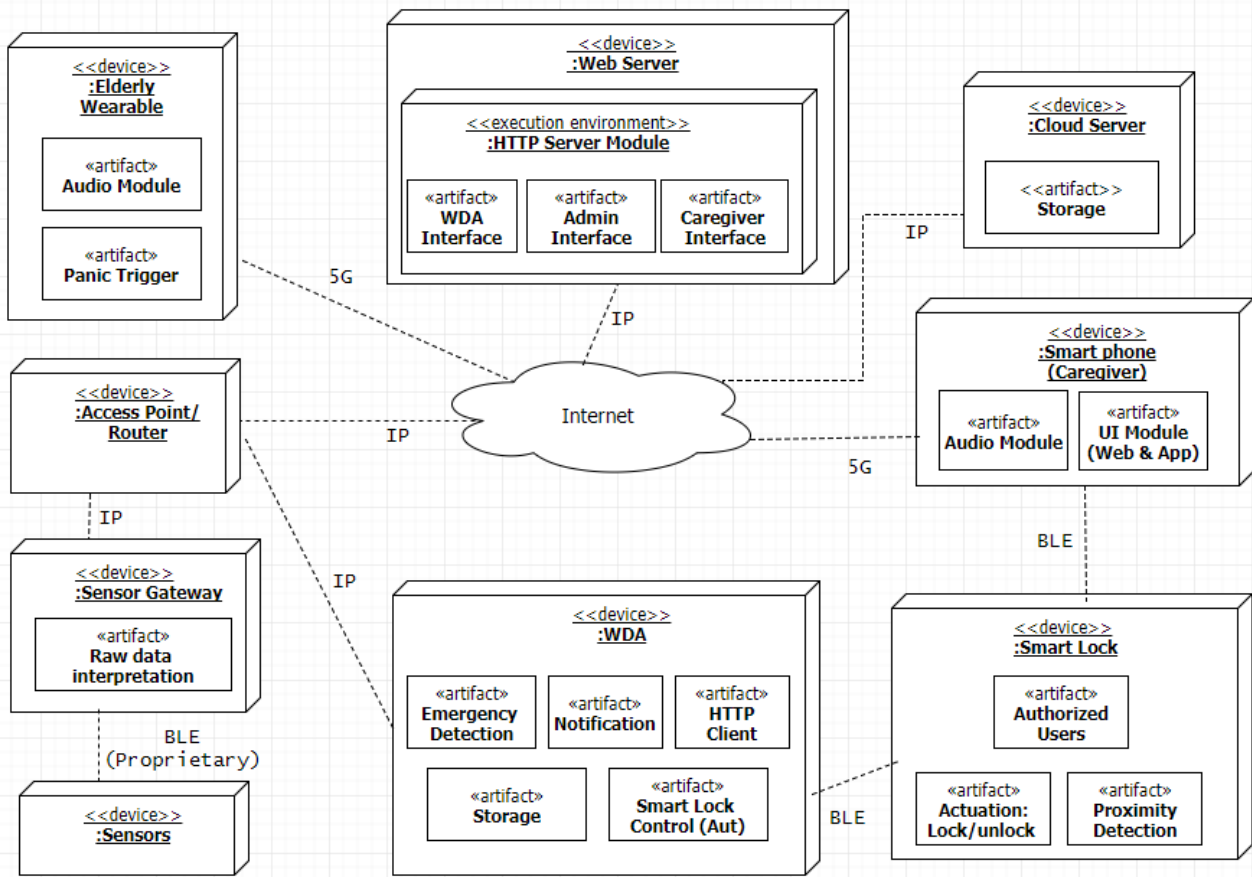 <<device>>
:Elderly
Wearable
«artifact»
Audio Module
«artifact»
Panic Trigger
<<device>>
:Web Server
<<execution environment>>
:HTTP Server Module
«artifact»
WDA
Interface
«artifact»
Admin
Interface
«artifact»
Caregiver
Interface
<<device>>
:Cloud Server
<<artifact>>
Storage
5G
IP
IP
<<device>>
:Access Point/
Router
IP
Internet
<<device>>
:Smart phone
(Caregiver)
«artifact»
Audio Module
«artifact»
UI Module
(Web & App)
5G
IP
<<device>>
:Sensor Gateway
«artifact»
Raw data
interpretation
IP
BLE
BLE
(Proprietary)
<<device>>
:Sensors
<<device>>
:WDA
«artifact»
Emergency
Detection
«artifact»
Notification
«artifact»
HTTP
Client
«artifact»
Storage
«artifact»
Smart Lock
Control (Aut)
BLE
<<device>>
:Smart Lock
«artifact»
Authorized
Users
«artifact»
Actuation:
Lock/unlock
«artifact»
Proximity
Detection